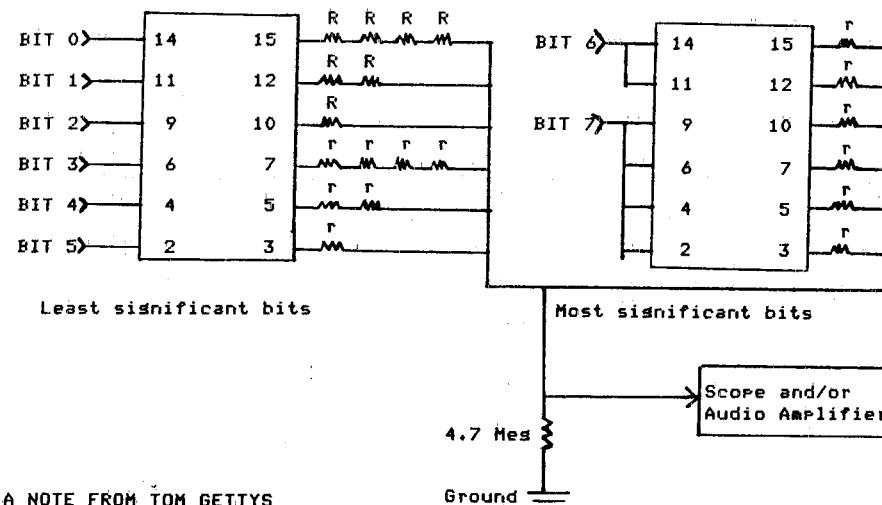 R R R R r
BIT 0> 14 15 BIT 6> 14 15
R R r
BIT 1> 11 12 11 12
R r
BIT 2> 9 10 BIT 7> 9 10
r r r r r
BIT 3> 6 7 6 7
r r r
BIT 4> 4 5 4 5
r r
BIT 5> 2 3 2 3
Least significant bits Most significant bits
Scope and/or
Audio Amplifier
4.7 Meg
Ground
A NOTE FROM TOM GETTYS